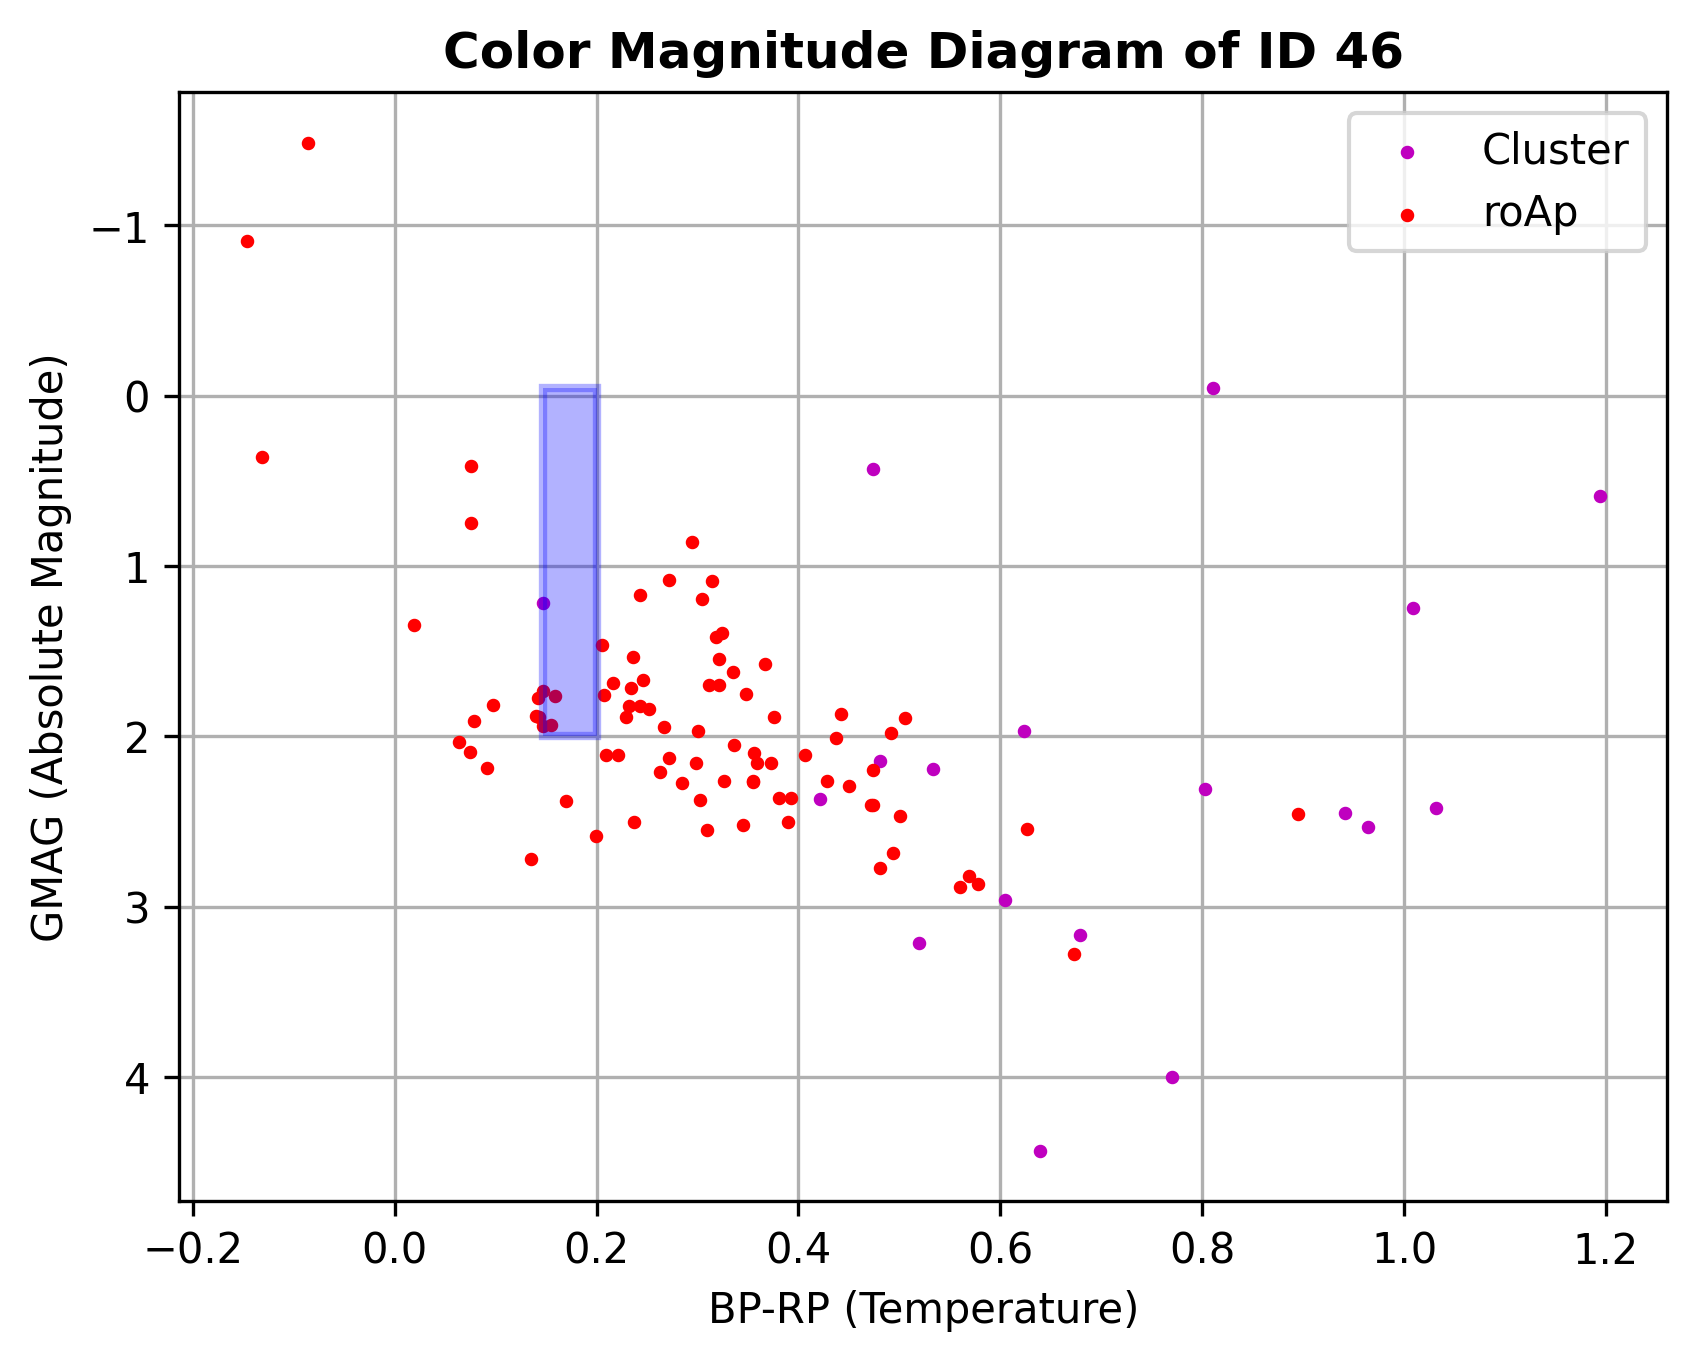 Color Magnitude Diagram of ID 46
Cluster
roAp
−1
0
1
2
3
4
GMAG (Absolute Magnitude)
−0.2 0.0 0.2 0.4 0.6 0.8 1.0 1.2
BP-RP (Temperature)